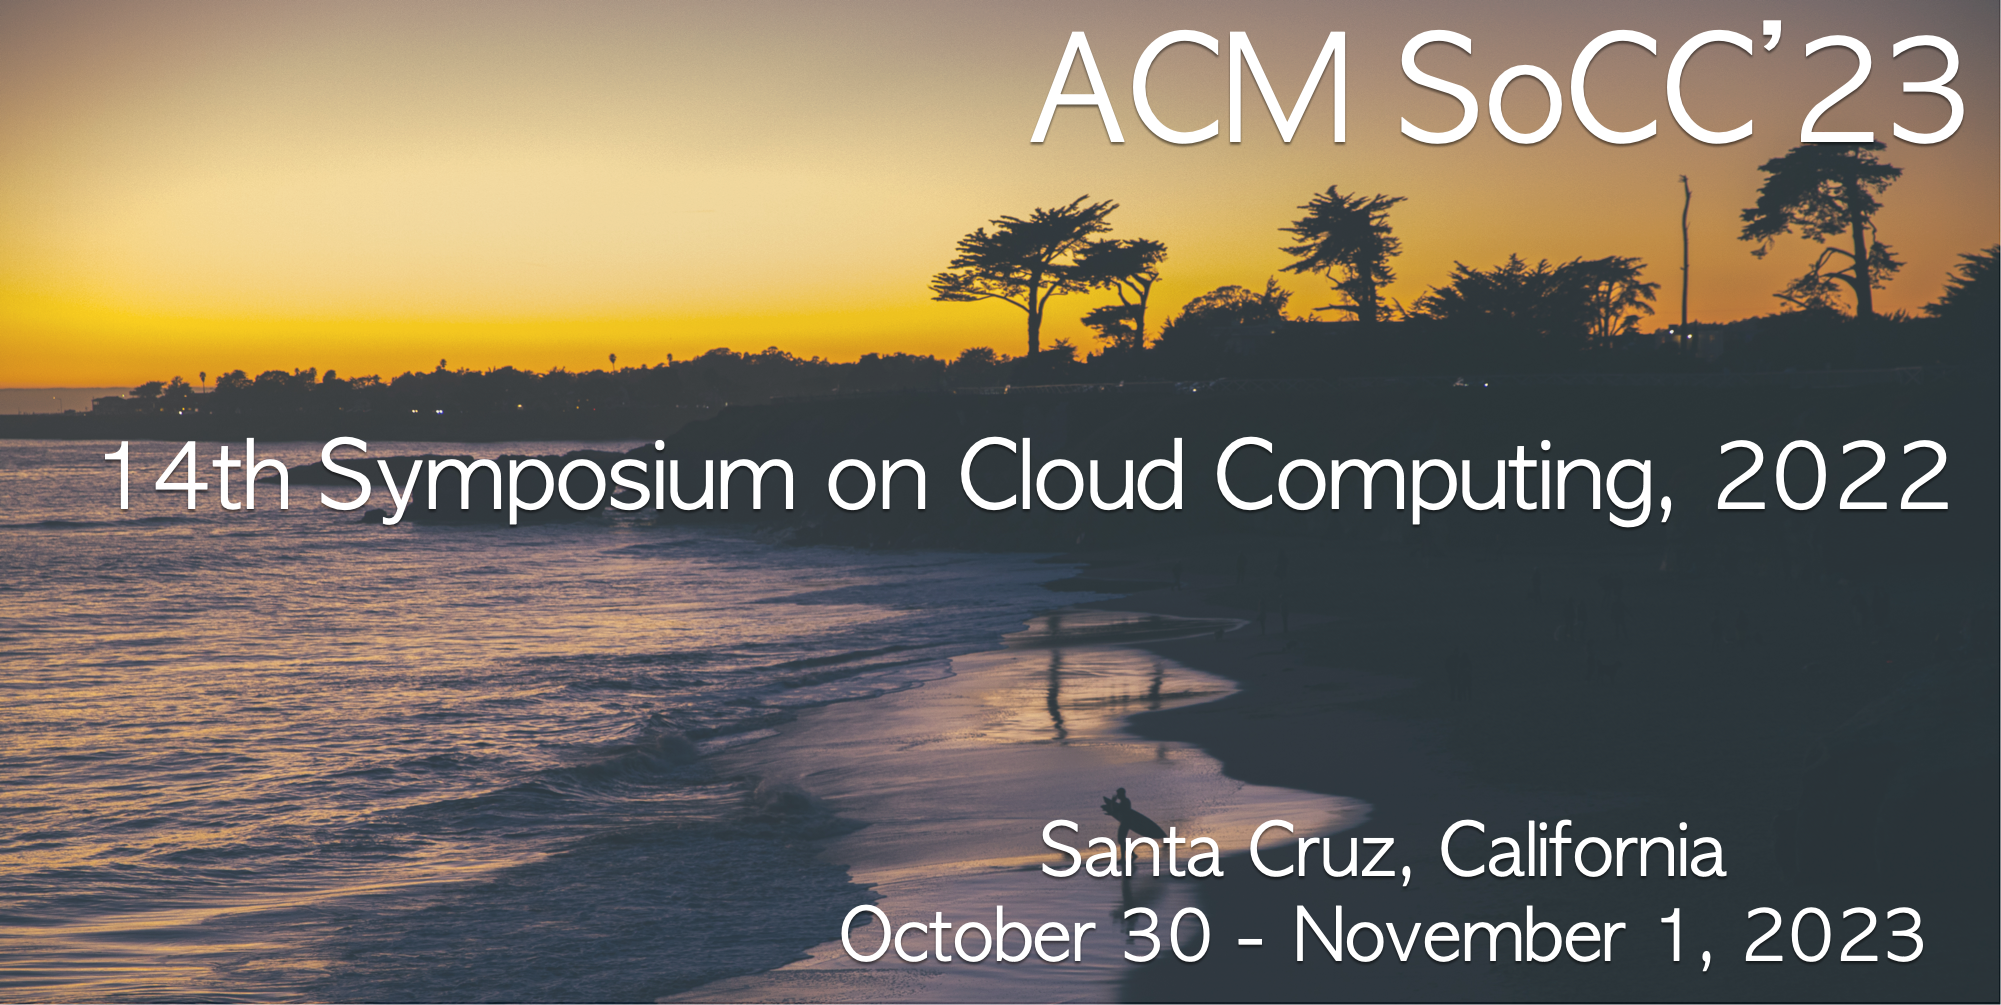 ACM SoCC’23
14th Symposium on Cloud Computing, 2022
Santa Cruz, California
October 30 - November 1, 2023